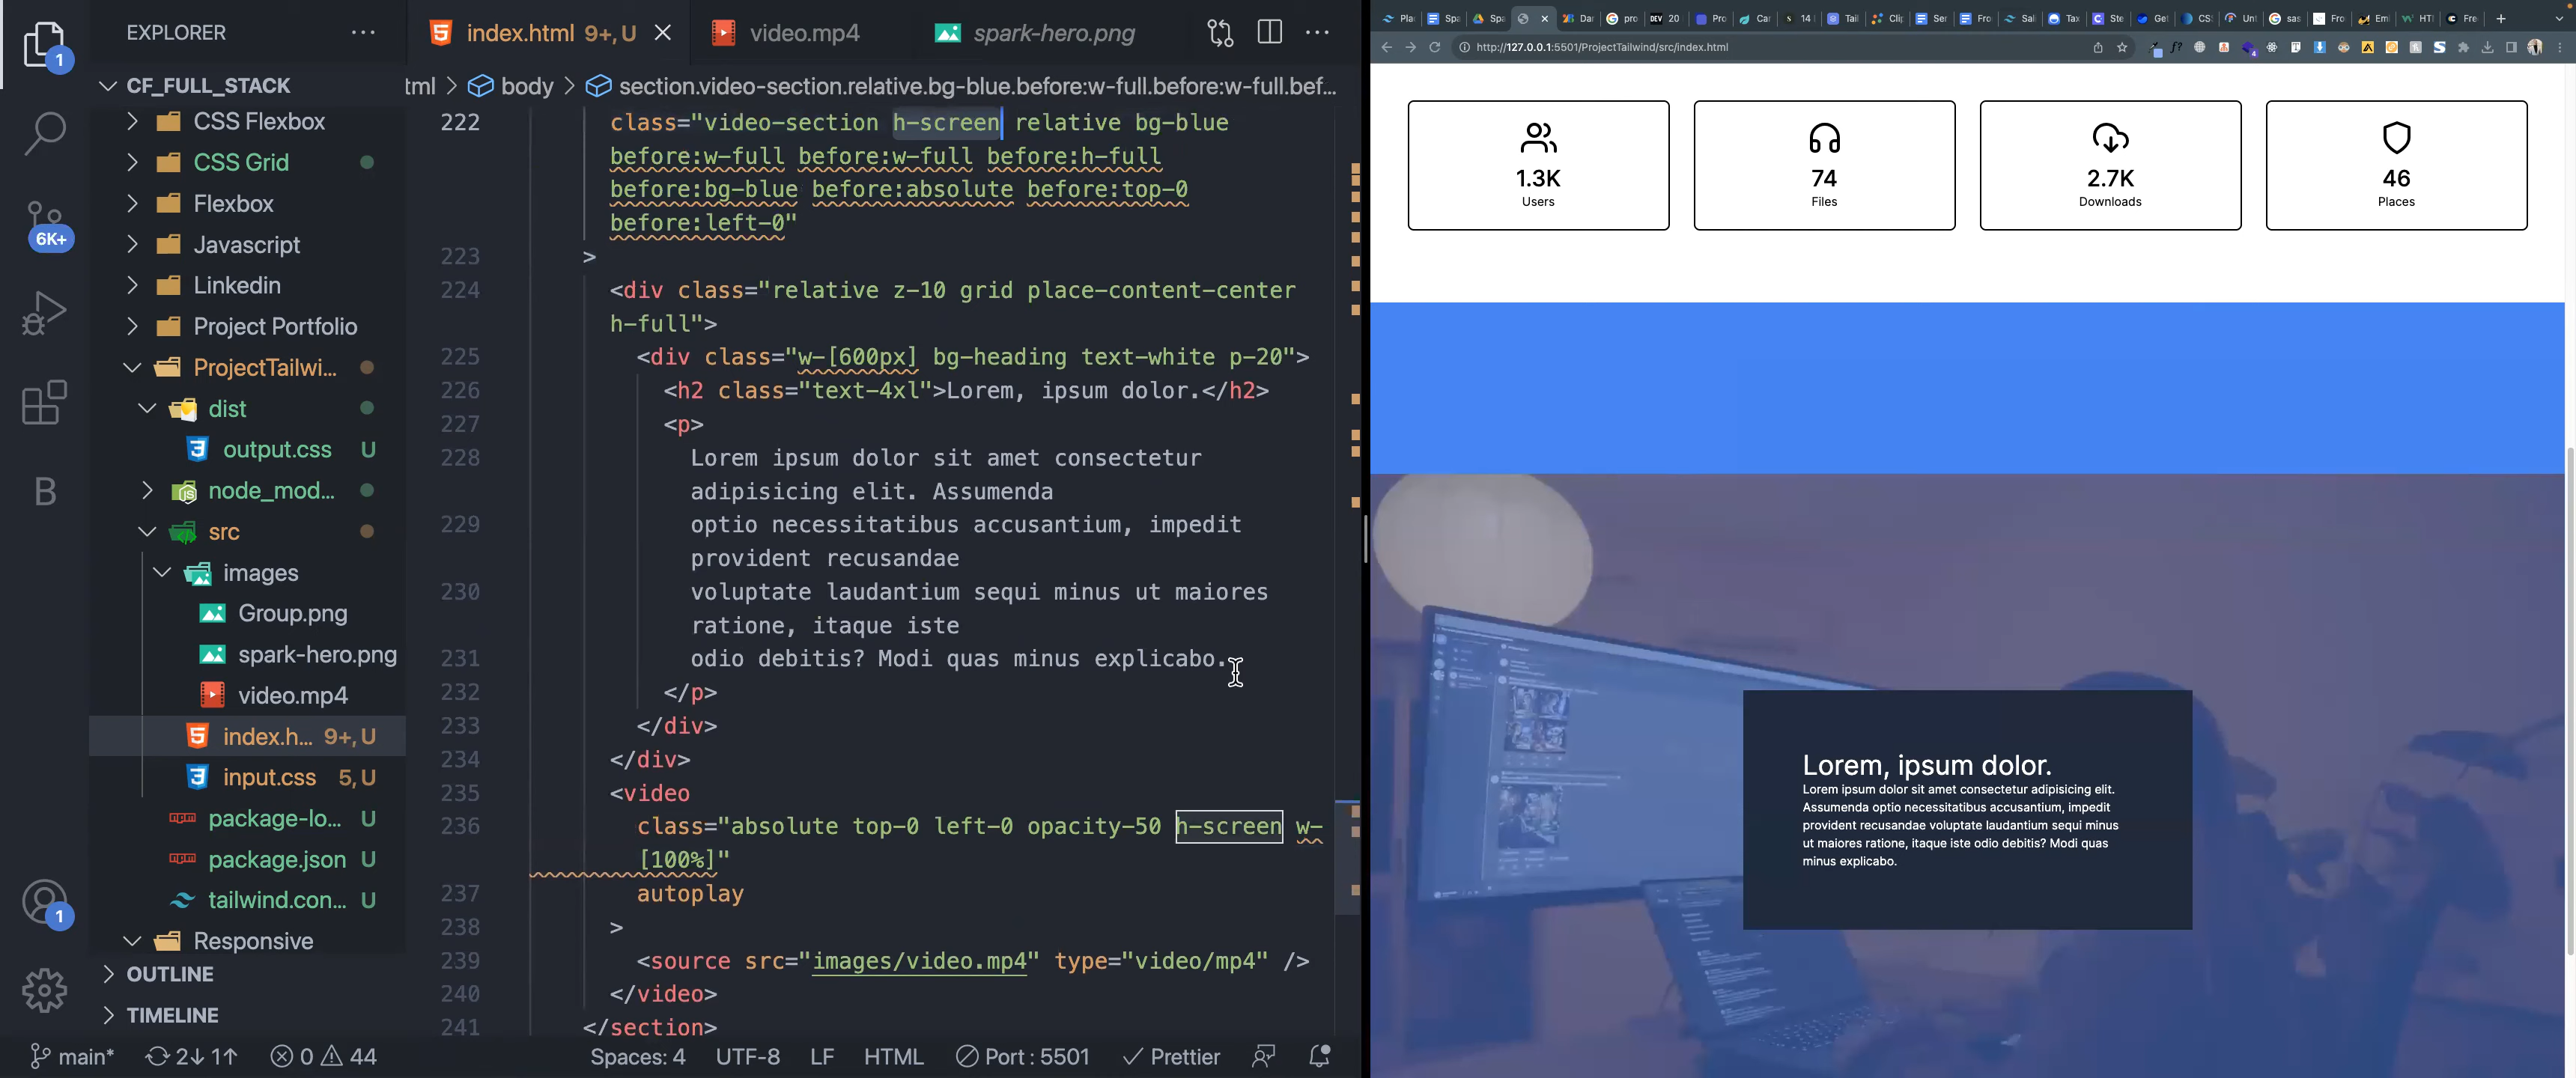 EXPLORER
index.html 9+, U
video.mp4
spark-hero.png
1
CF_FULL_STACK
tml > body > section.video-section.relative.bg-blue.before:w-full.before:w-full.bef...
CSS Flexbox
CSS Grid
Flexbox
Javascript
Linkedin
Project Portfolio
ProjectTailwi...
dist
output.css U
node_mod...
src
images
Group.png
spark-hero.png
video.mp4
index.h... 9+, U
input.css 5, U
package-lo... U
package.json U
tailwind.con... U
Responsive
OUTLINE
TIMELINE
6K+
B
1
222 class="video-section h-screen relative bg-blue
before:w-full before:w-full before:h-full
before:bg-blue before:absolute before:top-0
before:left-0"
223 >
224 <div class="relative z-10 grid place-content-center
h-full">
225 <div class="w-[600px] bg-heading text-white p-20">
226 <h2 class="text-4xl">Lorem, ipsum dolor.</h2>
227 <p>
228 Lorem ipsum dolor sit amet consectetur
adipisicing elit. Assumenda
229 optio necessitatibus accusantium, impedit
provident recusandae
230 voluptate laudantium sequi minus ut maiores
ratione, itaque iste
231 odio debitis? Modi quas minus explicabo.
232 </p>
233 </div>
234 </div>
235 <video
236 class="absolute top-0 left-0 opacity-50 h-screen w-
[100%]"
237 autoplay
238 >
239 <source src="images/video.mp4" type="video/mp4" />
240 </video>
241 </section>
main* 2↓ 1↑ 0 44
Spaces: 4 UTF-8 LF HTML Port : 5501 Prettier
http://127.0.0.1:5501/ProjectTailwind/src/index.html
1.3K
Users
74
Files
2.7K
Downloads
46
Places
Lorem, ipsum dolor.
Lorem ipsum dolor sit amet consectetur adipisicing elit.
Assumenda optio necessitatibus accusantium, impedit
provident recusandae voluptate laudantium sequi minus
ut maiores ratione, itaque iste odio debitis? Modi quas
minus explicabo.